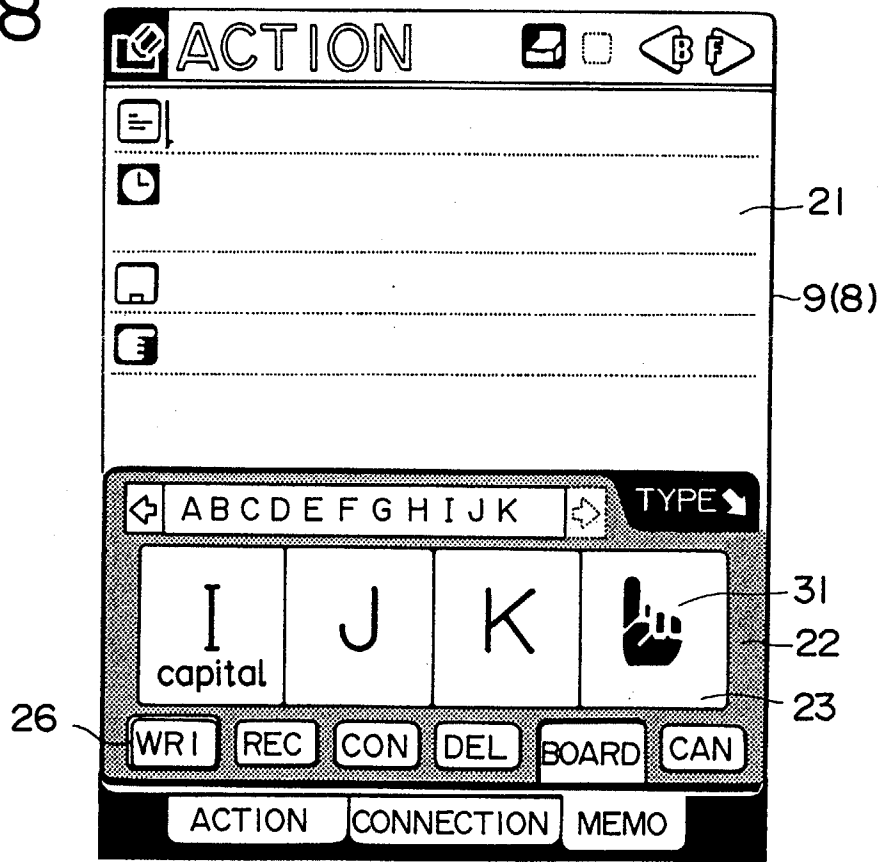 8
ACTION B F
21
9(8)
TYPE
A B C D E F G H I J K
I J K
capital
31
22
23
26
WRI REC CON DEL BOARD CAN
ACTION CONNECTION MEMO